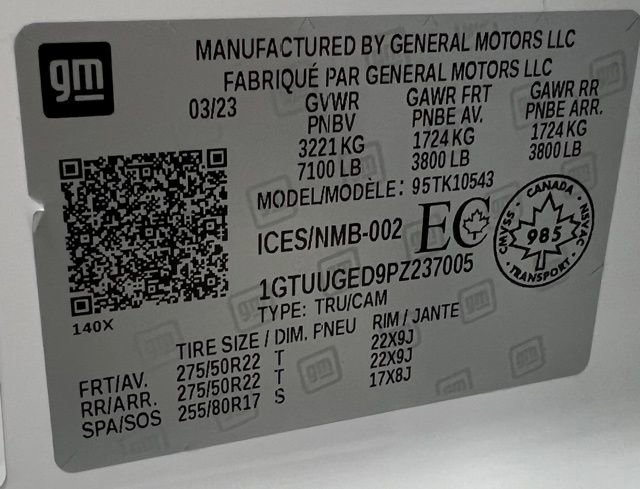 gm
MANUFACTURED BY GENERAL MOTORS LLC
FABRIQUÉ PAR GENERAL MOTORS LLC
03/23 GVWR GAWR FRT GAWR RR
PNBV PNBE AV. PNBE ARR.
3221 KG 1724 KG 1724 KG
7100 LB 3800 LB 3800 LB
MODEL/MODÈLE: 95TK10543
ICES/NMB-002 EC
CANADA
CMVSS 985 NSVAC
TRANSPORT
1GTUUGED9PZ237005
TYPE: TRU/CAM
140X
TIRE SIZE / DIM. PNEU RIM / JANTE
FRT/AV. 275/50R22 T 22X9J
RR/ARR. 275/50R22 T 22X9J
SPA/SOS 255/80R17 S 17X8J